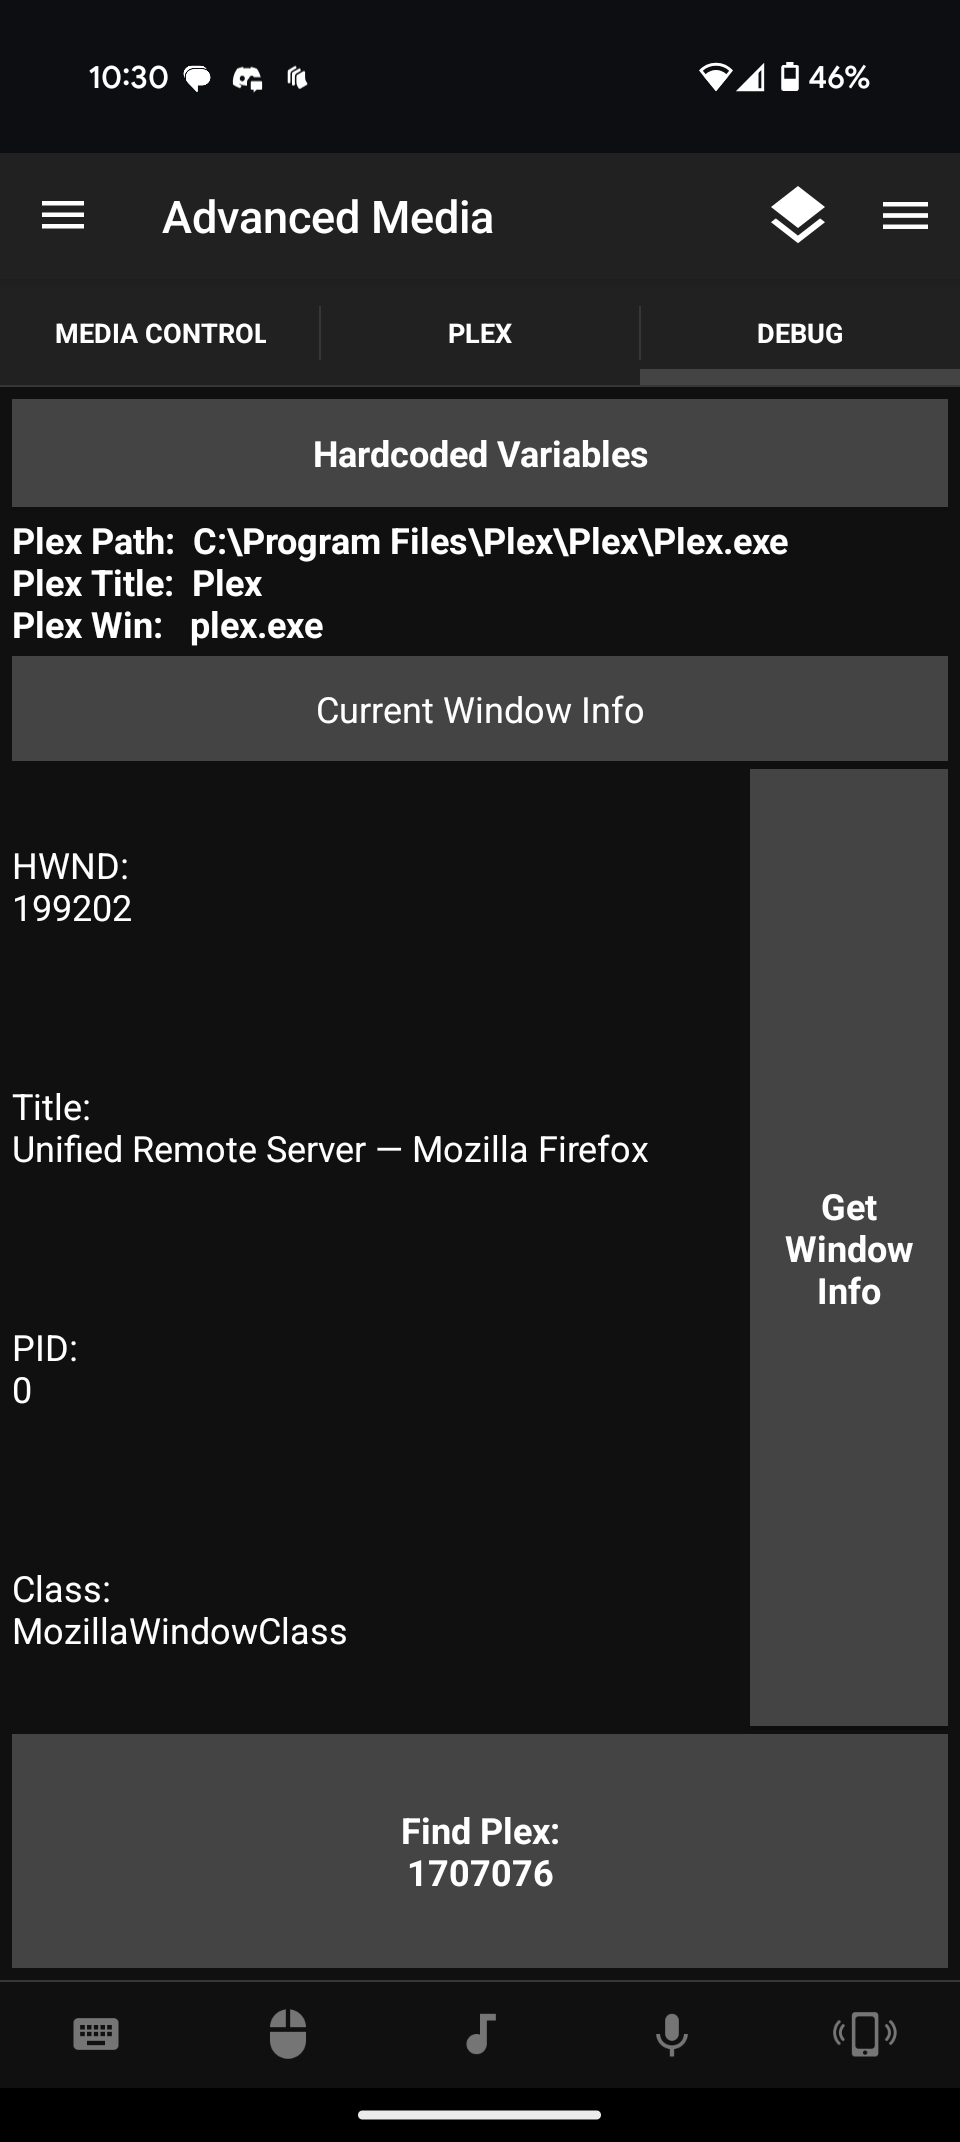 10:30 46%
Advanced Media
MEDIA CONTROL PLEX DEBUG
Hardcoded Variables
Plex Path: C:\Program Files\Plex\Plex\Plex.exe
Plex Title: Plex
Plex Win: plex.exe
Current Window Info
HWND:
199202
Title:
Unified Remote Server — Mozilla Firefox
PID:
0
Class:
MozillaWindowClass
Get
Window
Info
Find Plex:
1707076